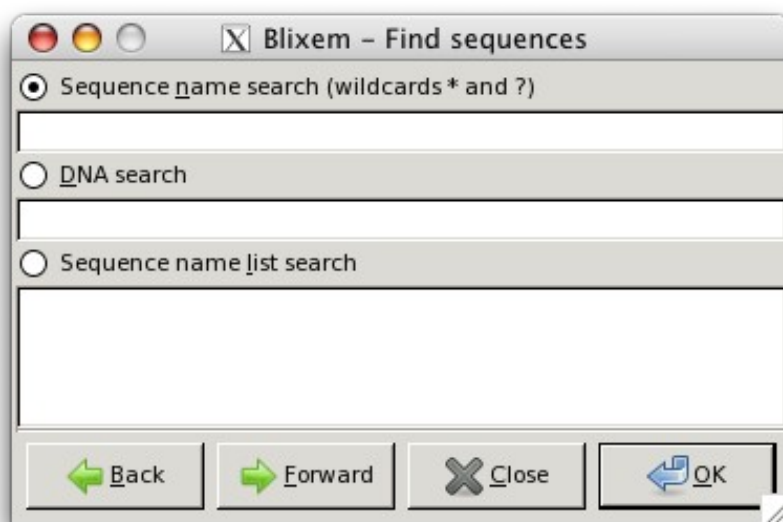 Blixem – Find sequences
Sequence name search (wildcards * and ?)
DNA search
Sequence name list search
Back Forward Close OK